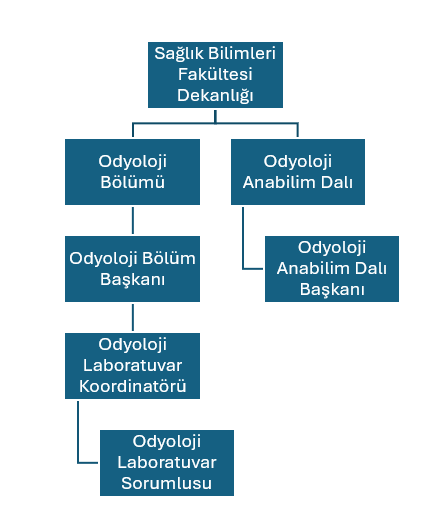 Sağlık Bilimleri
Fakültesi
Dekanlığı
Odyoloji
Bölümü
Odyoloji
Anabilim Dalı
Odyoloji Bölüm
Başkanı
Odyoloji
Anabilim Dalı
Başkanı
Odyoloji
Laboratuvar
Koordinatörü
Odyoloji
Laboratuvar
Sorumlusu